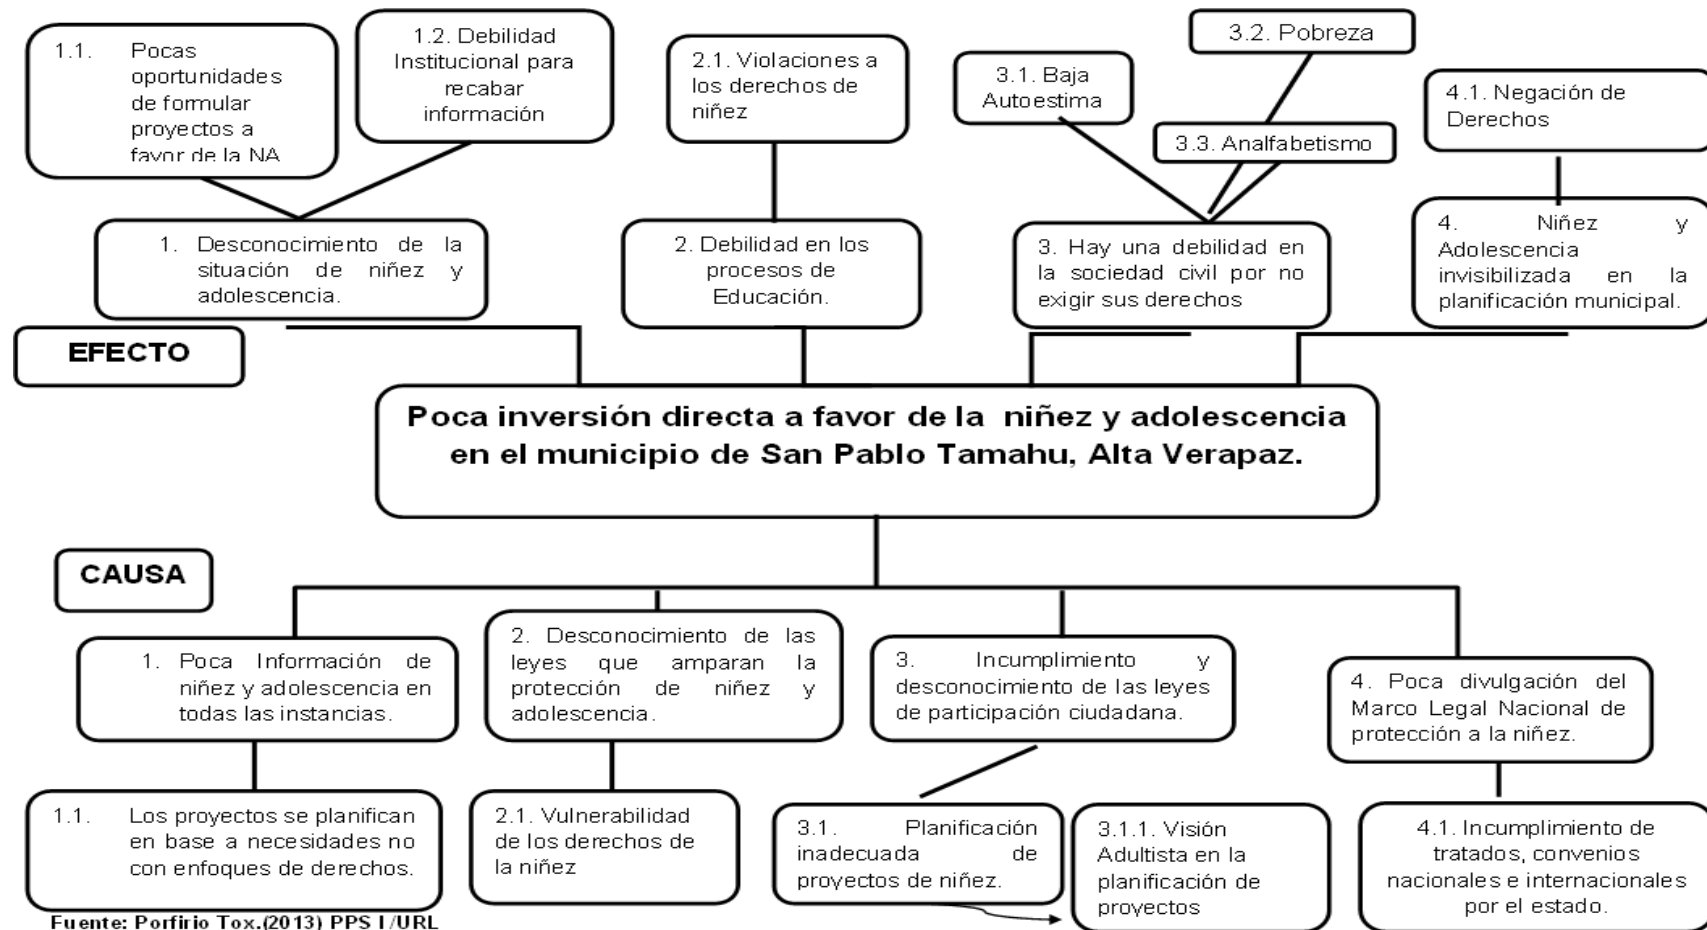 1.1. Pocas
oportunidades
de formular
proyectos a
favor de la NA
1.2. Debilidad
Institucional para
recabar
información
2.1. Violaciones a
los derechos de
niñez
3.1. Baja
Autoestima
3.2. Pobreza
3.3. Analfabetismo
4.1. Negación de
Derechos
1. Desconocimiento de la
situación de niñez y
adolescencia.
2. Debilidad en los
procesos de
Educación.
3. Hay una debilidad en
la sociedad civil por no
exigir sus derechos
4. Niñez y
Adolescencia
invisibilizada en la
planificación municipal.
EFECTO
Poca inversión directa a favor de la niñez y adolescencia
en el municipio de San Pablo Tamahu, Alta Verapaz.
CAUSA
1. Poca Información de
niñez y adolescencia en
todas las instancias.
2. Desconocimiento de las
leyes que amparan la
protección de niñez y
adolescencia.
3. Incumplimiento y
desconocimiento de las leyes
de participación ciudadana.
4. Poca divulgación del
Marco Legal Nacional de
protección a la niñez.
1.1. Los proyectos se planifican
en base a necesidades no
con enfoques de derechos.
2.1. Vulnerabilidad
de los derechos de
la niñez
3.1. Planificación
inadecuada de
proyectos de niñez.
3.1.1. Visión
Adultista en la
planificación de
proyectos
4.1. Incumplimiento de
tratados, convenios
nacionales e internacionales
por el estado.
Fuente: Porfirio Tox.(2013) PPS I /URL